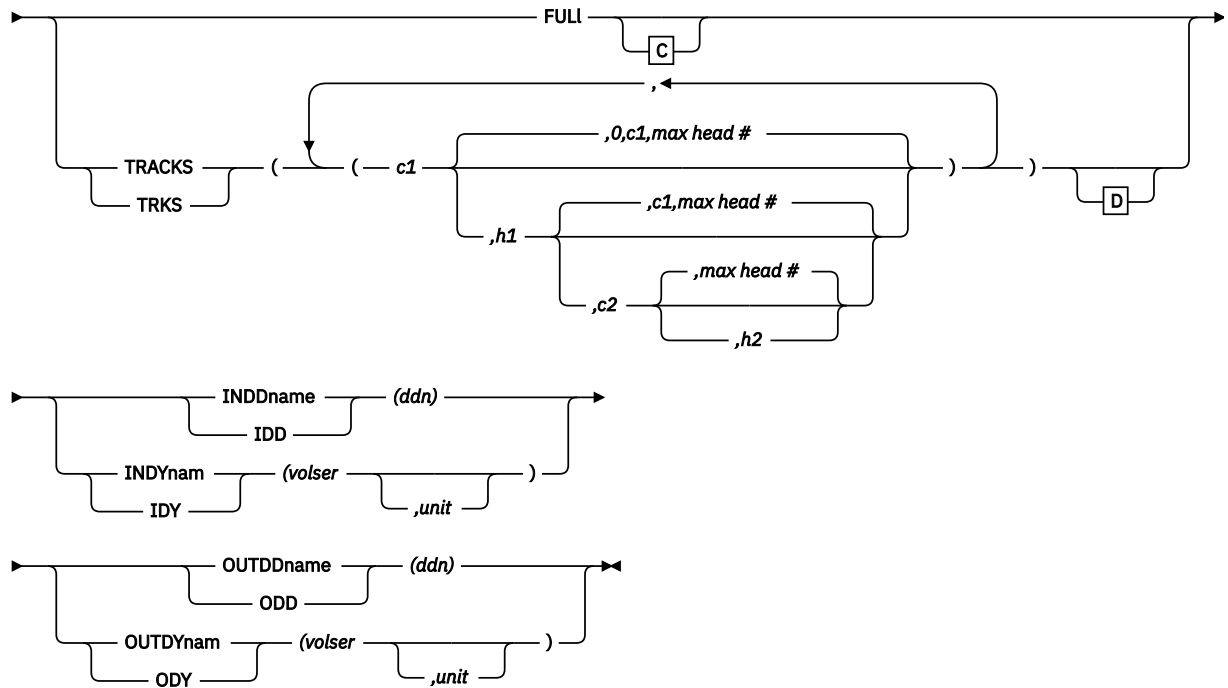 FULl
C
,
,0,c1,max head #
TRACKS ( ( c1 ) )
TRKS
D
,c1,max head #
,h1
,max head #
,c2
,h2
INDDname (ddn)
IDD
INDYnam (volser )
IDY ,unit
OUTDDname (ddn)
ODD
OUTDYnam (volser )
ODY ,unit